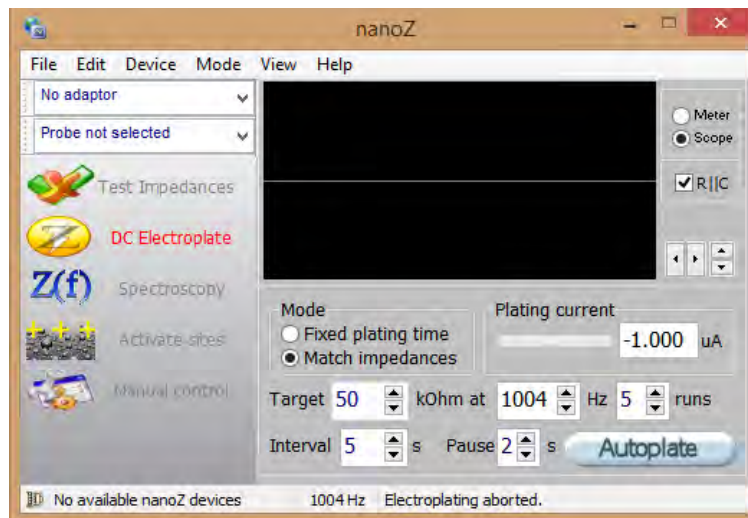 nanoZ
File Edit Device Mode View Help
No adaptor
Probe not selected
Meter
Scope
R||C
Test Impedances
DC Electroplate
Z(f) Spectroscopy
Activate sites
Manual control
Mode
Fixed plating time
Match impedances
Plating current
-1.000 uA
Target 50 kOhm at 1004 Hz 5 runs
Interval 5 s Pause 2 s Autoplate
No available nanoZ devices 1004 Hz Electroplating aborted.